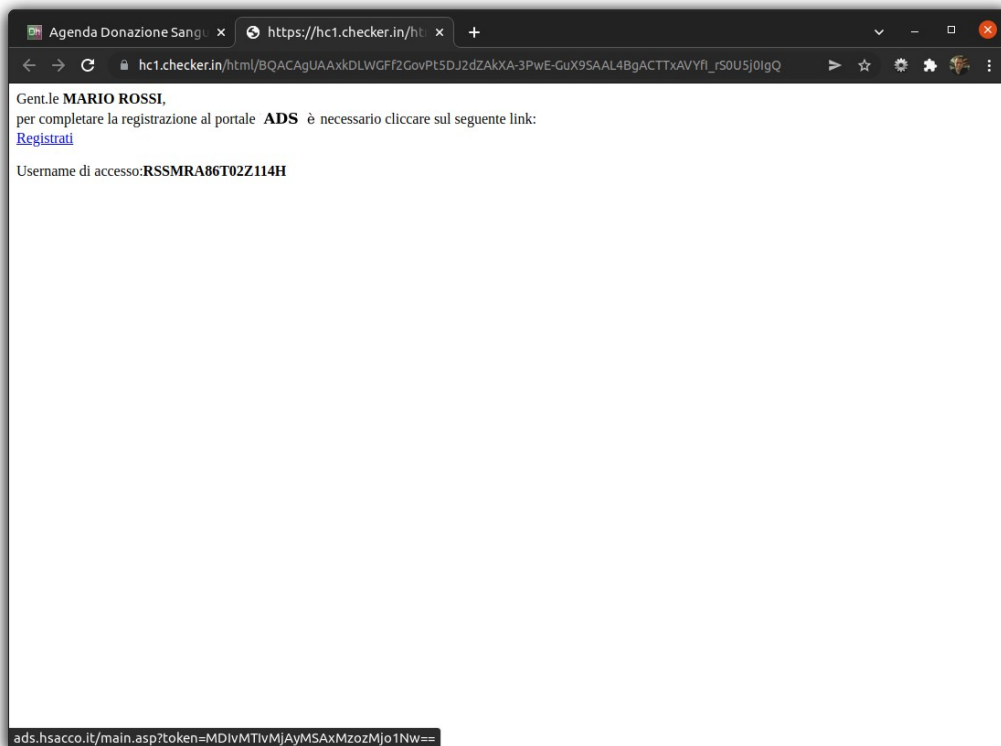 Agenda Donazione Sangu
https://hc1.checker.in/ht
hc1.checker.in/html/BQACAgUAAxkDLWGFf2GovPt5DJ2dZAkXA-3PwE-GuX9SAAL4BgACTTxAVYfI_rS0U5j0IgQ
Gent.le MARIO ROSSI,
per completare la registrazione al portale ADS è necessario cliccare sul seguente link:
Registrati
Username di accesso:RSSMRA86T02Z114H
ads.hsacco.it/main.asp?token=MDIvMTIvMjAyMSAxMzozMjo1Nw==